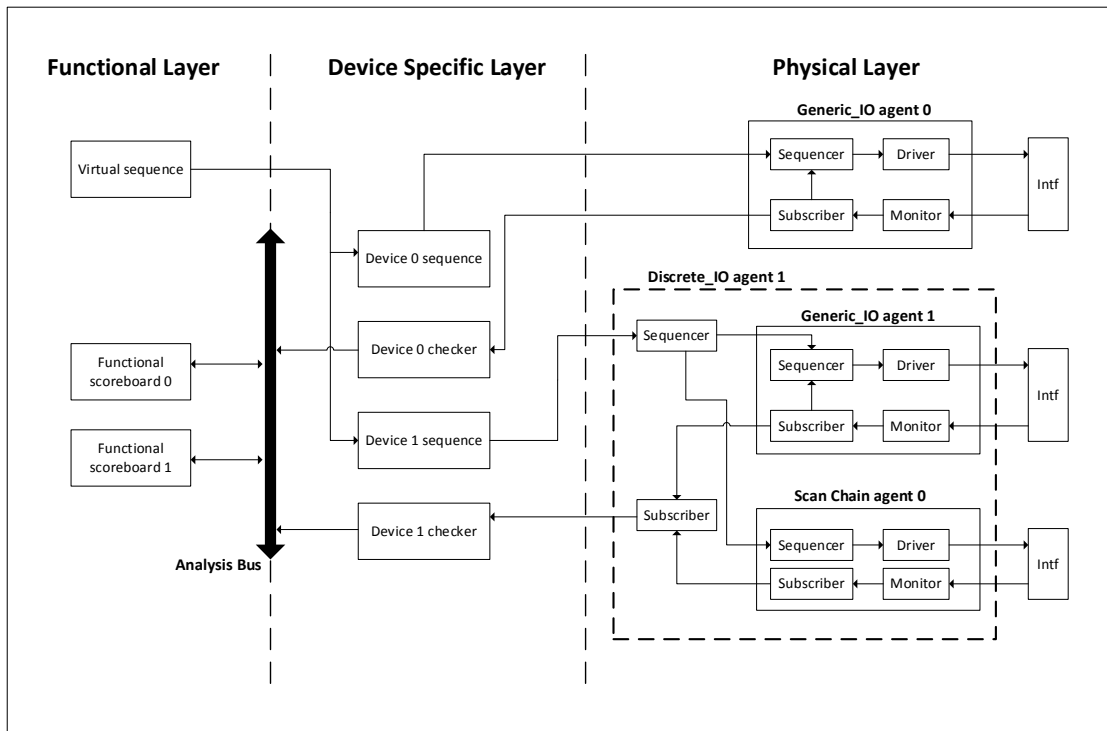 Functional Layer
Device Specific Layer
Physical Layer
Generic_IO agent 0
Virtual sequence
Sequencer
Driver
Intf
Subscriber
Monitor
Device 0 sequence
Discrete_IO agent 1
Generic_IO agent 1
Sequencer
Device 0 checker
Functional
scoreboard 0
Sequencer
Driver
Intf
Subscriber
Monitor
Device 1 sequence
Functional
scoreboard 1
Scan Chain agent 0
Subscriber
Device 1 checker
Sequencer
Driver
Intf
Subscriber
Monitor
Analysis Bus